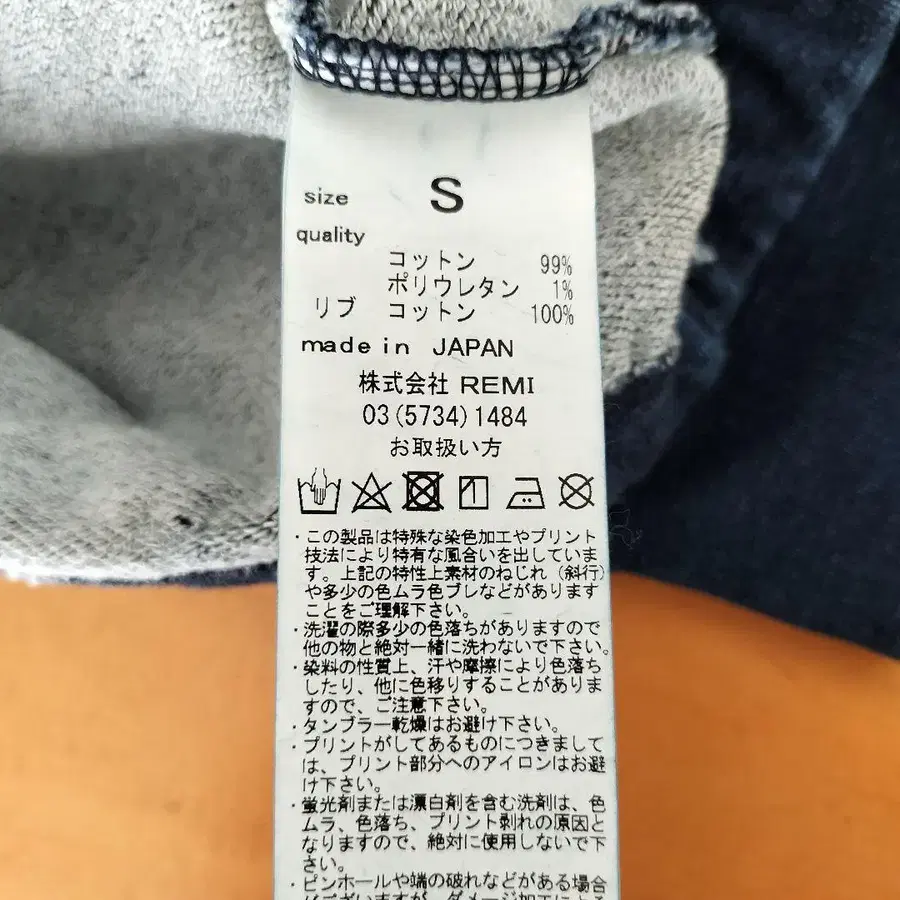 size S
quality
コットン 99%
ポリウレタン 1%
リブ コットン 100%
made in JAPAN
株式会社 REMI
03(5734)1484
お取扱い方
・この製品は特殊な染色加工やプリント
技法により特有な風合いを出していま
す。上記の特性上素材のねじれ(斜行)
や多少の色ムラ色ブレなどがあります
ことをご理解下さい。
・洗濯の際多少の色落ちがありますので
他の物と絶対一緒に洗わないで下さい。
・染料の性質上、汗や摩擦により色落ち
したり、他に色移りすることがありま
すので、ご注意下さい。
・タンブラー乾燥はお避け下さい。
・プリントがしてあるものにつきまして
は、プリント部分へのアイロンはお避
け下さい。
・蛍光剤または漂白剤を含む洗剤は、色
ムラ、色落ち、プリント剥れの原因と
なりますので、絶対に使用しないで下
さい。
・ピンホールや端の破れなどがある場合
がございますが、ダメージ加工による